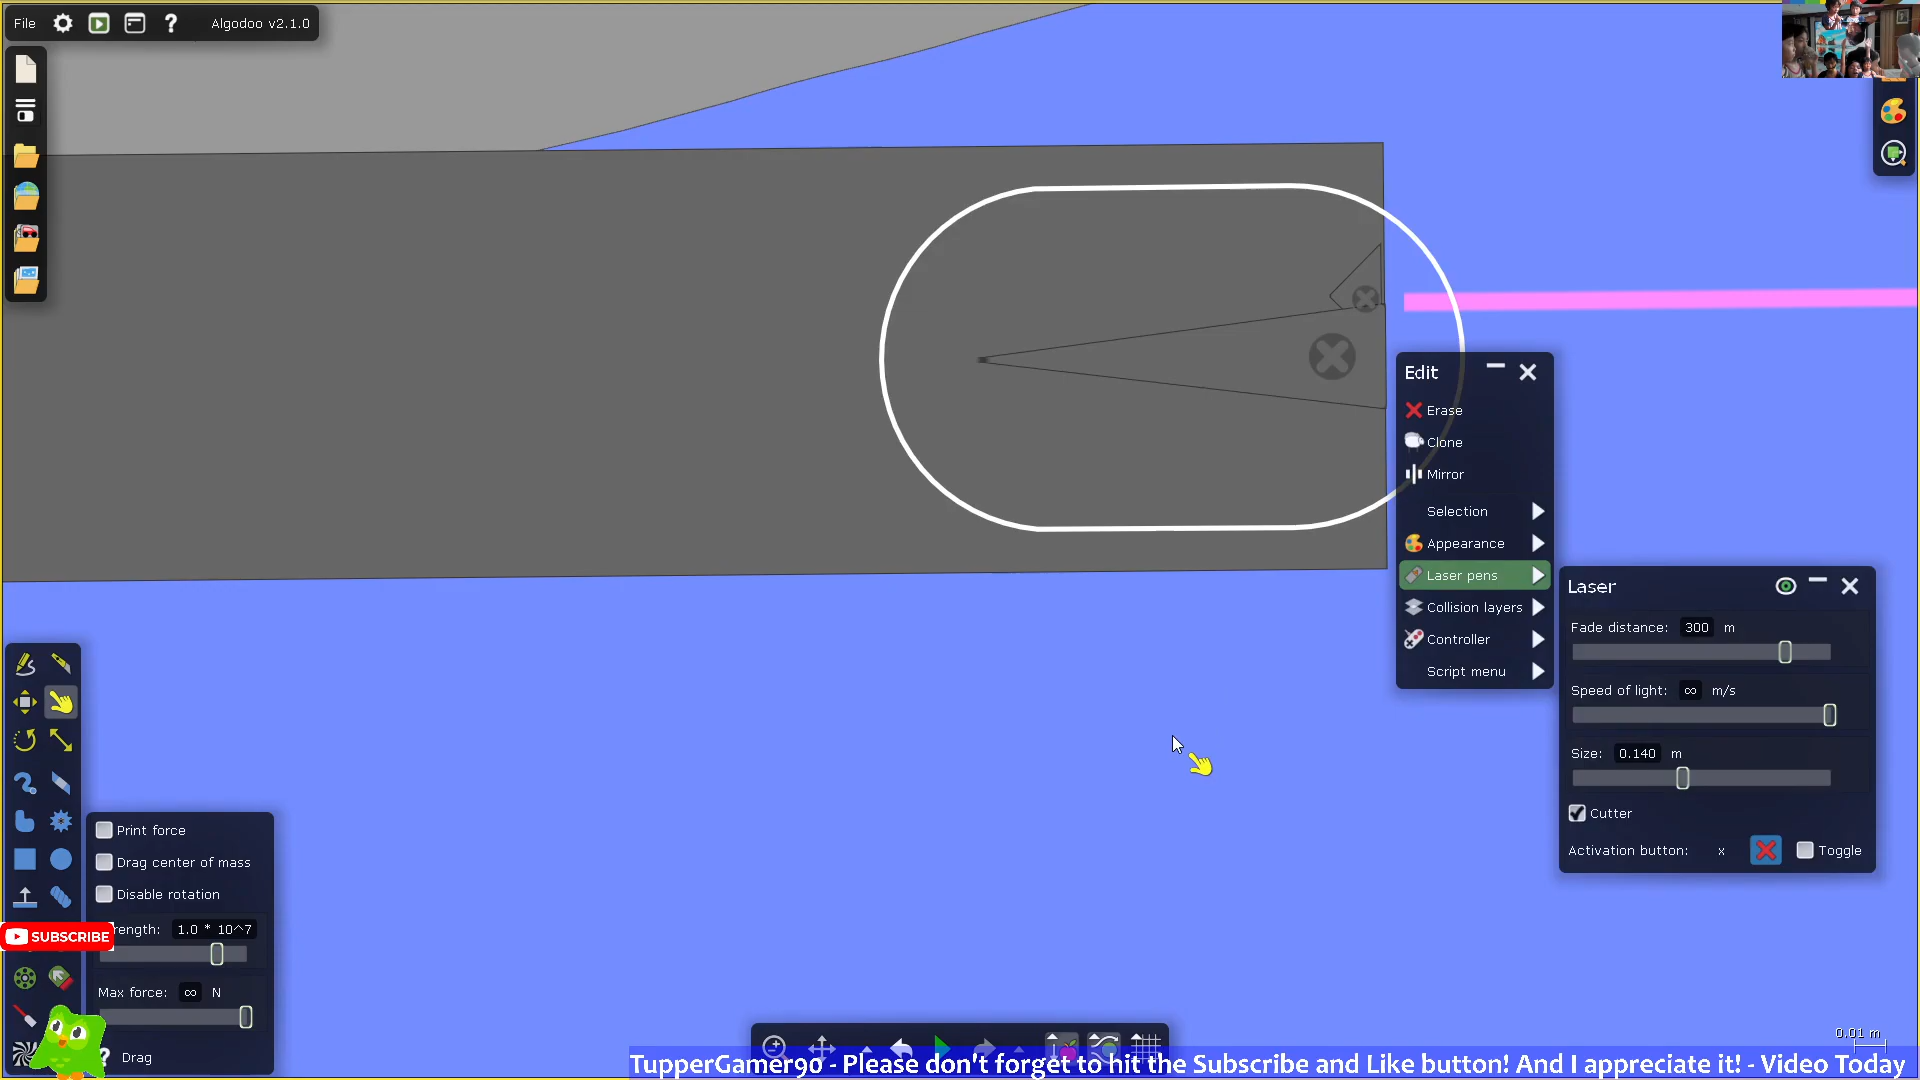 File
Algodoo v2.1.0
Edit
Erase
Clone
Mirror
Selection
Appearance
Laser pens
Collision layers
Controller
Script menu
Laser
Fade distance: 300 m
Speed of light: ∞ m/s
Size: 0.140 m
Cutter
Activation button: x
Toggle
Print force
Drag center of mass
Disable rotation
SUBSCRIBE
rength: 1.0 * 10^7
Max force: ∞ N
Drag
0.01 m
TupperGamer90 - Please don't forget to hit the Subscribe and Like button! And I appreciate it! - Video Today